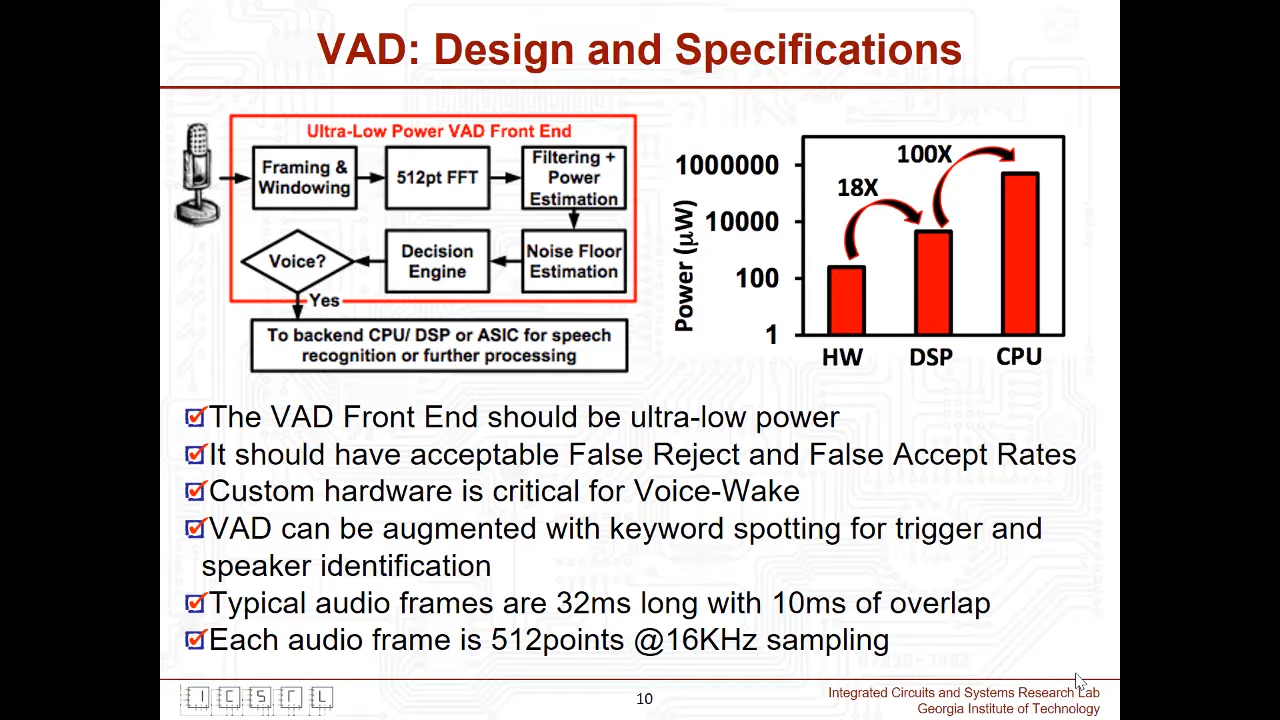 VAD: Design and Specifications
Ultra-Low Power VAD Front End
Framing &
Windowing
512pt FFT
Filtering +
Power
Estimation
Voice?
Decision
Engine
Noise Floor
Estimation
Yes
To backend CPU/ DSP or ASIC for speech
recognition or further processing
Power (µW)
1000000
10000
100
1
18X
100X
HW
DSP
CPU
The VAD Front End should be ultra-low power
It should have acceptable False Reject and False Accept Rates
Custom hardware is critical for Voice-Wake
VAD can be augmented with keyword spotting for trigger and
speaker identification
Typical audio frames are 32ms long with 10ms of overlap
Each audio frame is 512points @16KHz sampling
I C S r L
10
Integrated Circuits and Systems Research Lab
Georgia Institute of Technology